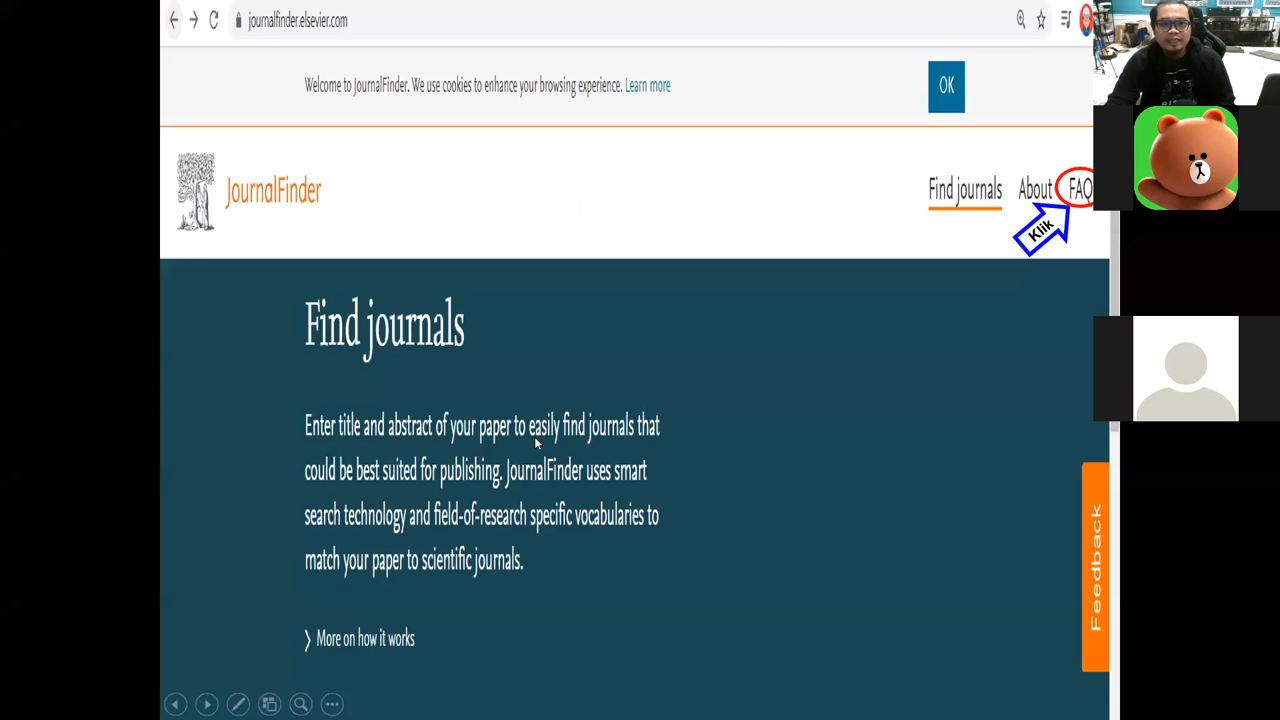 journalfinder.elsevier.com
Welcome to JournalFinder. We use cookies to enhance your browsing experience. Learn more
OK
JournalFinder
Find journals
About
FAQ
Klik
Find journals
Enter title and abstract of your paper to easily find journals that
could be best suited for publishing. JournalFinder uses smart
search technology and field-of-research specific vocabularies to
match your paper to scientific journals.
More on how it works
Feedback